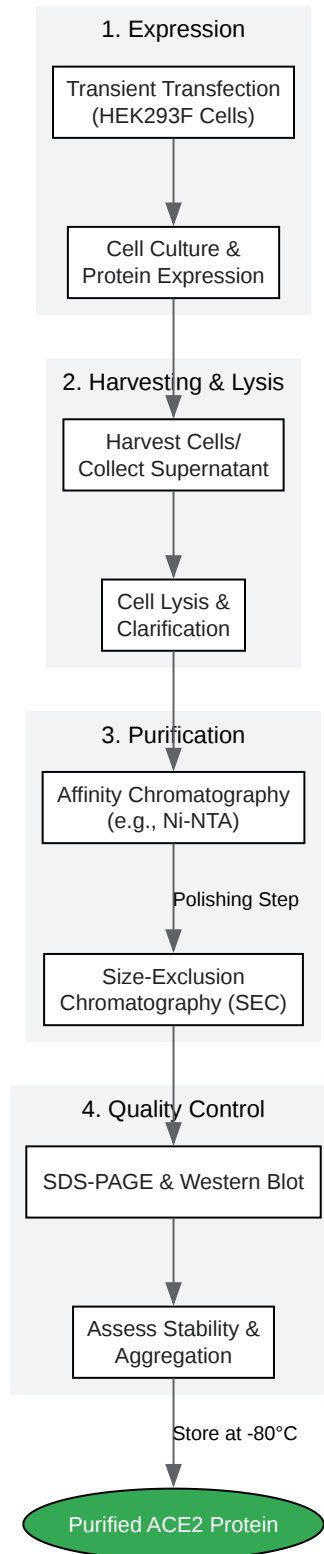 1. Expression
Transient Transfection
(HEK293F Cells)
Cell Culture &
Protein Expression
2. Harvesting & Lysis
Harvest Cells/
Collect Supernatant
Cell Lysis &
Clarification
3. Purification
Affinity Chromatography
(e.g., Ni-NTA)
Polishing Step
Size-Exclusion
Chromatography (SEC)
4. Quality Control
SDS-PAGE & Western Blot
Assess Stability &
Aggregation
Store at -80°C
Purified ACE2 Protein